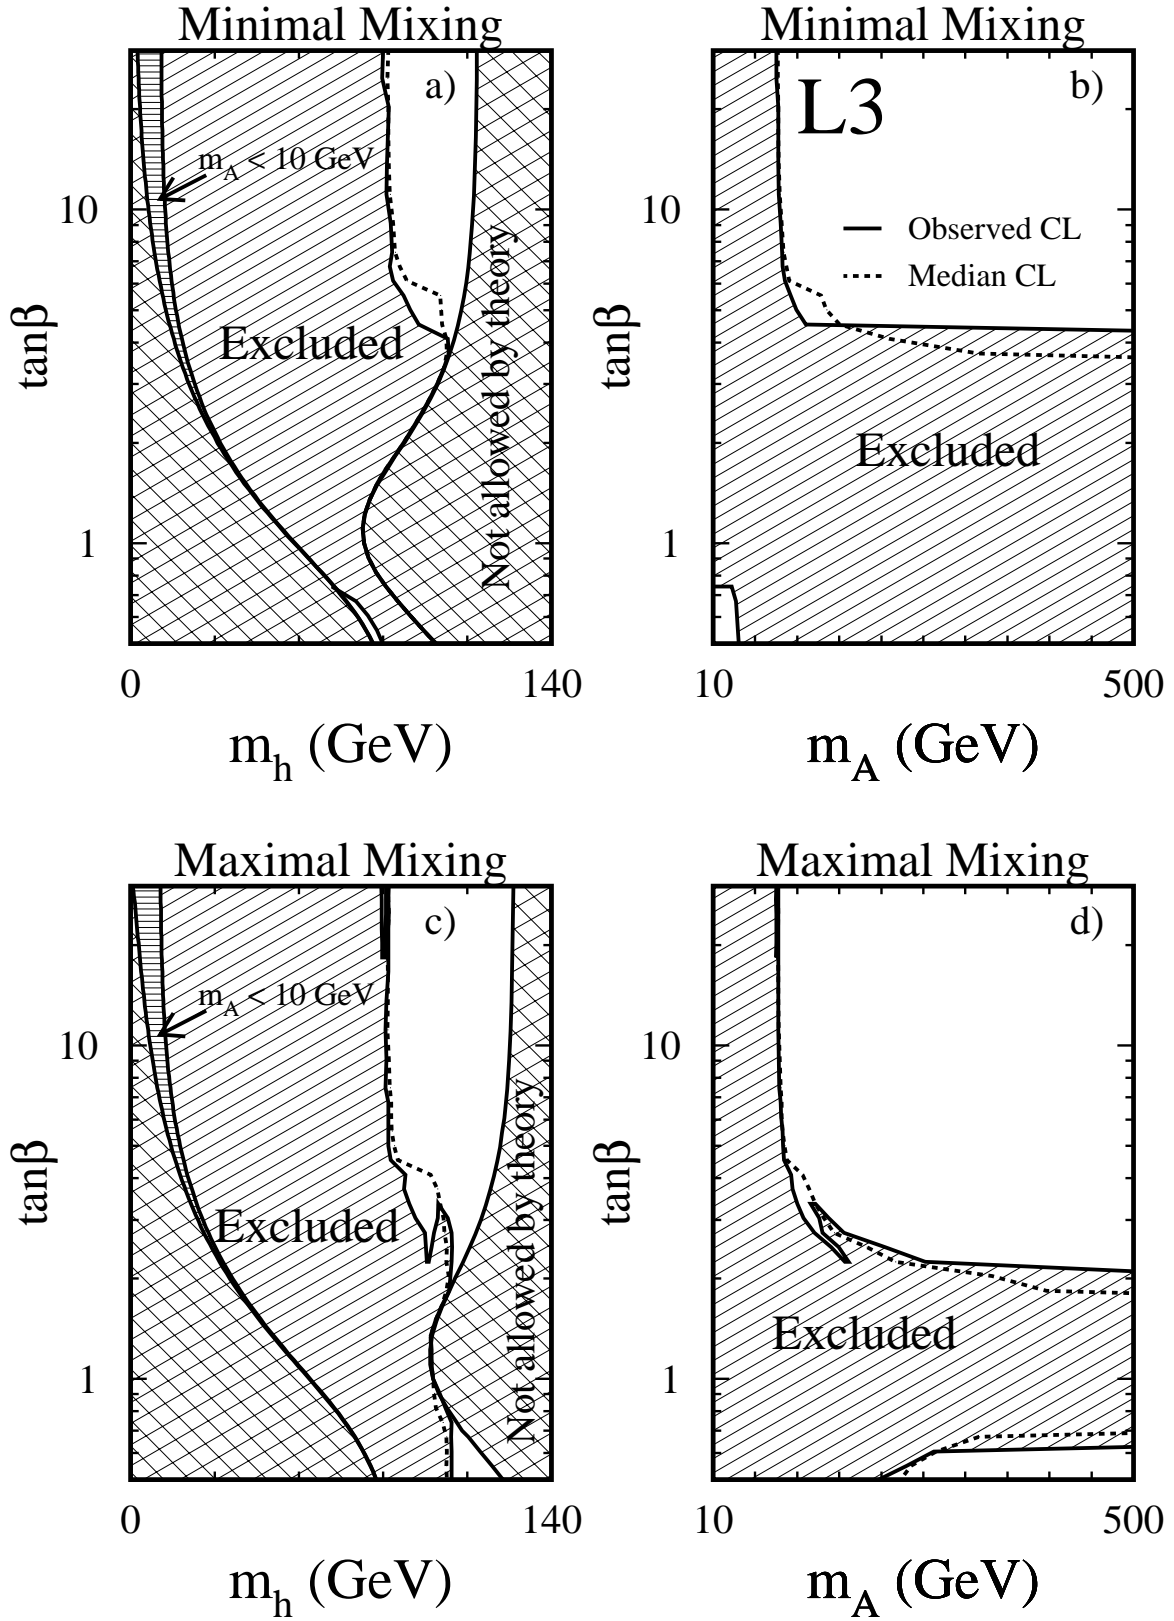 Minimal Mixing
a)
m_A < 10 GeV
Excluded
Not allowed by theory
10
1
tanβ
0
140
m_h (GeV)
Minimal Mixing
b)
L3
Observed CL
Median CL
Excluded
10
1
tanβ
10
500
m_A (GeV)
Maximal Mixing
c)
m_A < 10 GeV
Excluded
Not allowed by theory
10
1
tanβ
0
140
m_h (GeV)
Maximal Mixing
d)
Excluded
10
1
tanβ
10
500
m_A (GeV)